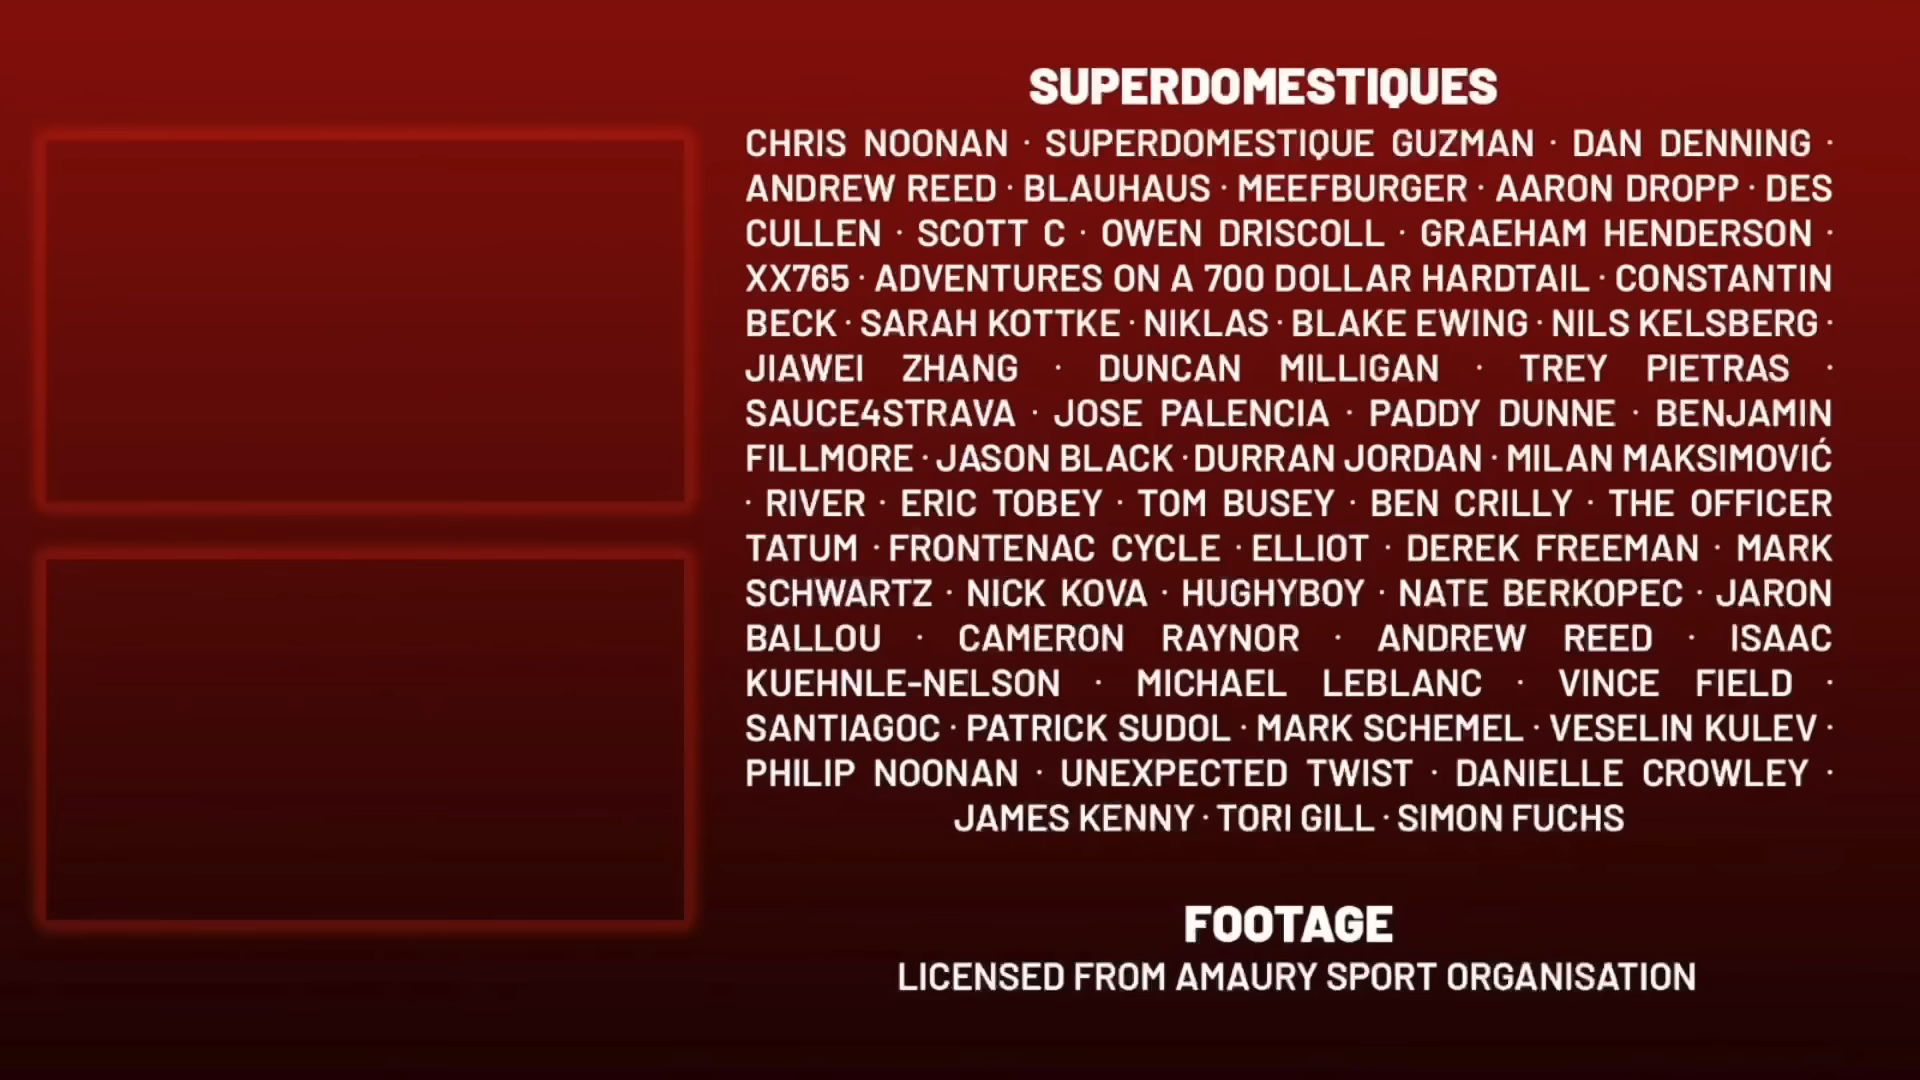 SUPERDOMESTIQUES
CHRIS NOONAN · SUPERDOMESTIQUE GUZMAN · DAN DENNING ·
ANDREW REED · BLAUHAUS · MEEFBURGER · AARON DROPP · DES
CULLEN · SCOTT C · OWEN DRISCOLL · GRAEHAM HENDERSON ·
XX765 · ADVENTURES ON A 700 DOLLAR HARDTAIL · CONSTANTIN
BECK · SARAH KOTTKE · NIKLAS · BLAKE EWING · NILS KELSBERG ·
JIAWEI ZHANG · DUNCAN MILLIGAN · TREY PIETRAS ·
SAUCE4STRAVA · JOSE PALENCIA · PADDY DUNNE · BENJAMIN
FILLMORE · JASON BLACK · DURRAN JORDAN · MILAN MAKSIMOVIĆ
· RIVER · ERIC TOBEY · TOM BUSEY · BEN CRILLY · THE OFFICER
TATUM · FRONTENAC CYCLE · ELLIOT · DEREK FREEMAN · MARK
SCHWARTZ · NICK KOVA · HUGHYBOY · NATE BERKOPEC · JARON
BALLOU · CAMERON RAYNOR · ANDREW REED · ISAAC
KUEHNLE-NELSON · MICHAEL LEBLANC · VINCE FIELD ·
SANTIAGOC · PATRICK SUDOL · MARK SCHEMEL · VESELIN KULEV ·
PHILIP NOONAN · UNEXPECTED TWIST · DANIELLE CROWLEY ·
JAMES KENNY · TORI GILL · SIMON FUCHS
FOOTAGE
LICENSED FROM AMAURY SPORT ORGANISATION